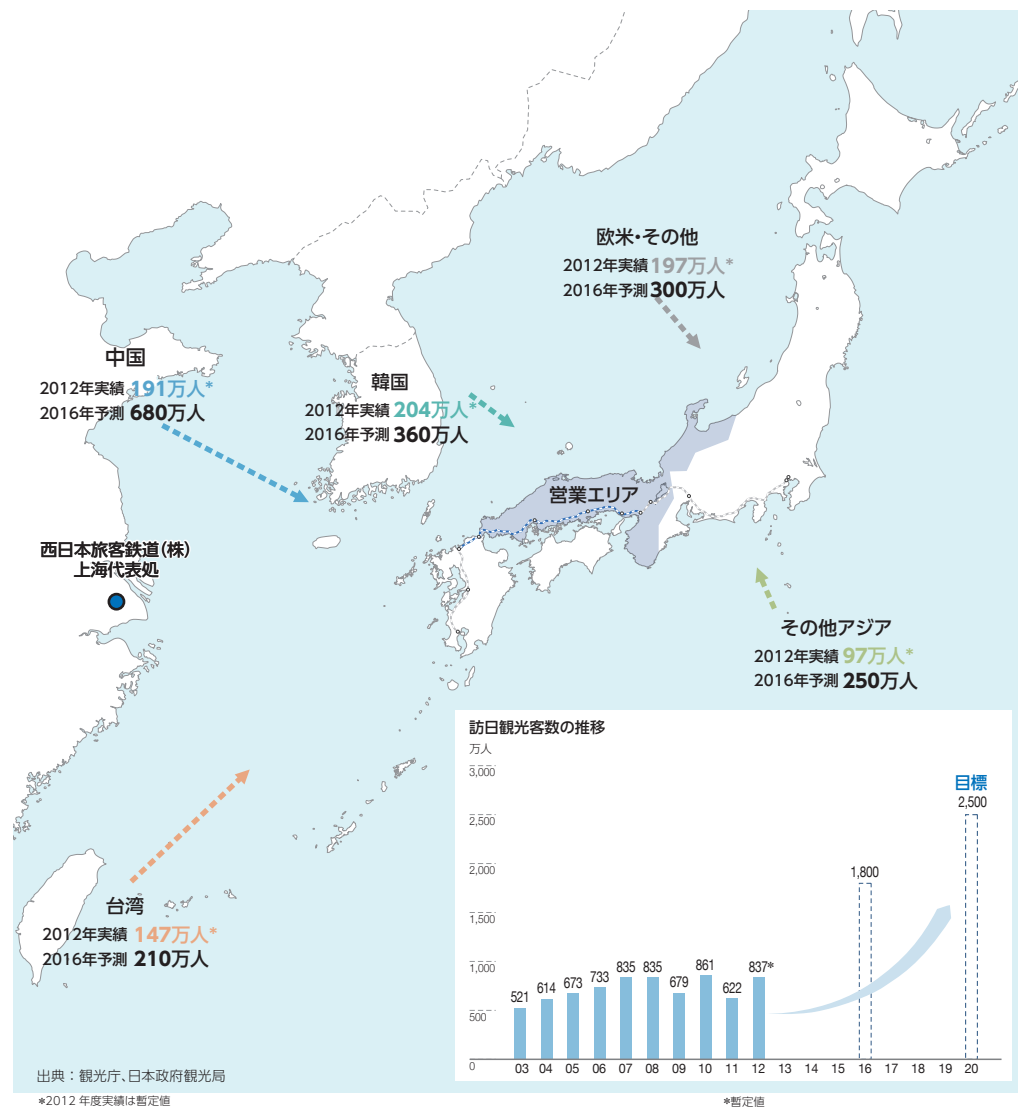 欧米・その他
2012年実績 197万人*
2016年予測 300万人
中国
2012年実績 191万人*
2016年予測 680万人
韓国
2012年実績 204万人*
2016年予測 360万人
営業エリア
西日本旅客鉄道(株)
上海代表処
その他アジア
2012年実績 97万人*
2016年予測 250万人
台湾
2012年実績 147万人*
2016年予測 210万人
訪日観光客数の推移
万人
3,000
2,500
2,000
1,500
1,000
500
0
目標
2,500
1,800
521
614
673
733
835
835
679
861
622
837*
03 04 05 06 07 08 09 10 11 12 13 14 15 16 17 18 19 20
出典：観光庁、日本政府観光局
*2012 年度実績は暫定値
*暫定値